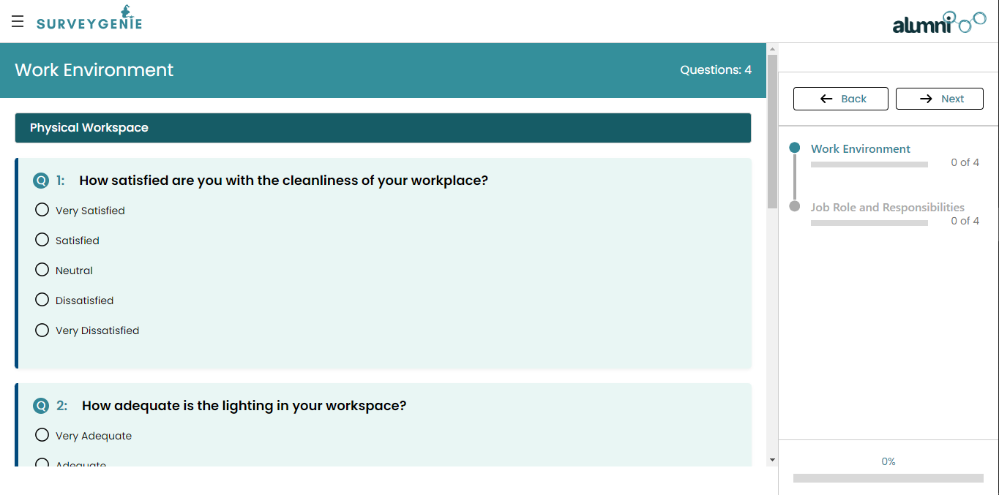 SURVEYGENIE
alumni
Work Environment
Questions: 4
Physical Workspace
Q 1: How satisfied are you with the cleanliness of your workplace?
Very Satisfied
Satisfied
Neutral
Dissatisfied
Very Dissatisfied
Q 2: How adequate is the lighting in your workspace?
Very Adequate
Adequate
Back
Next
Work Environment
0 of 4
Job Role and Responsibilities
0 of 4
0%